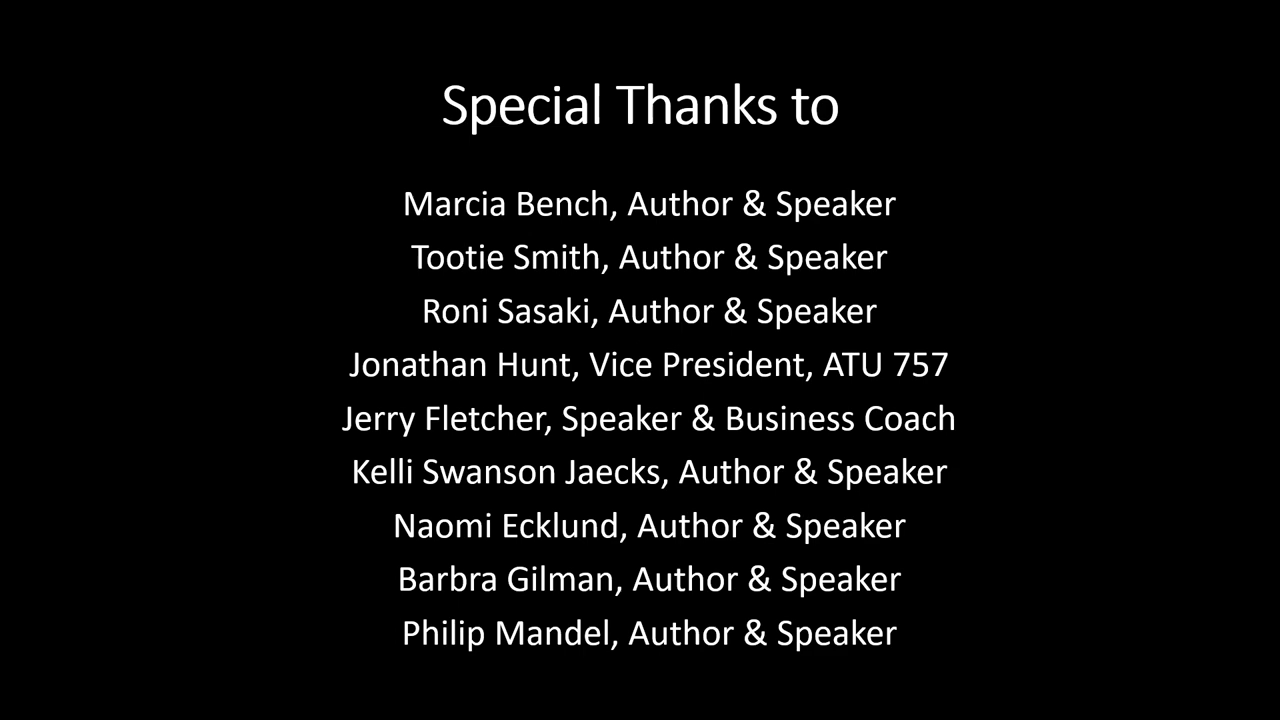 Special Thanks to
Marcia Bench, Author & Speaker
Tootie Smith, Author & Speaker
Roni Sasaki, Author & Speaker
Jonathan Hunt, Vice President, ATU 757
Jerry Fletcher, Speaker & Business Coach
Kelli Swanson Jaecks, Author & Speaker
Naomi Ecklund, Author & Speaker
Barbra Gilman, Author & Speaker
Philip Mandel, Author & Speaker